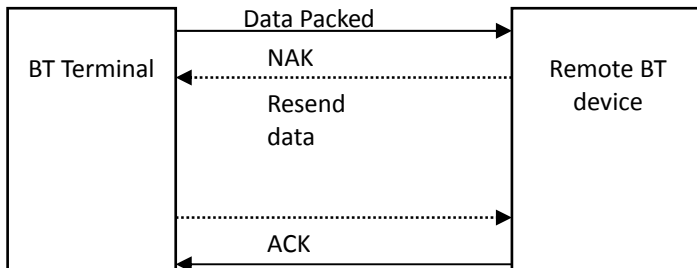 Data Packed
BT Terminal
NAK
Remote BT
device
Resend
data
ACK